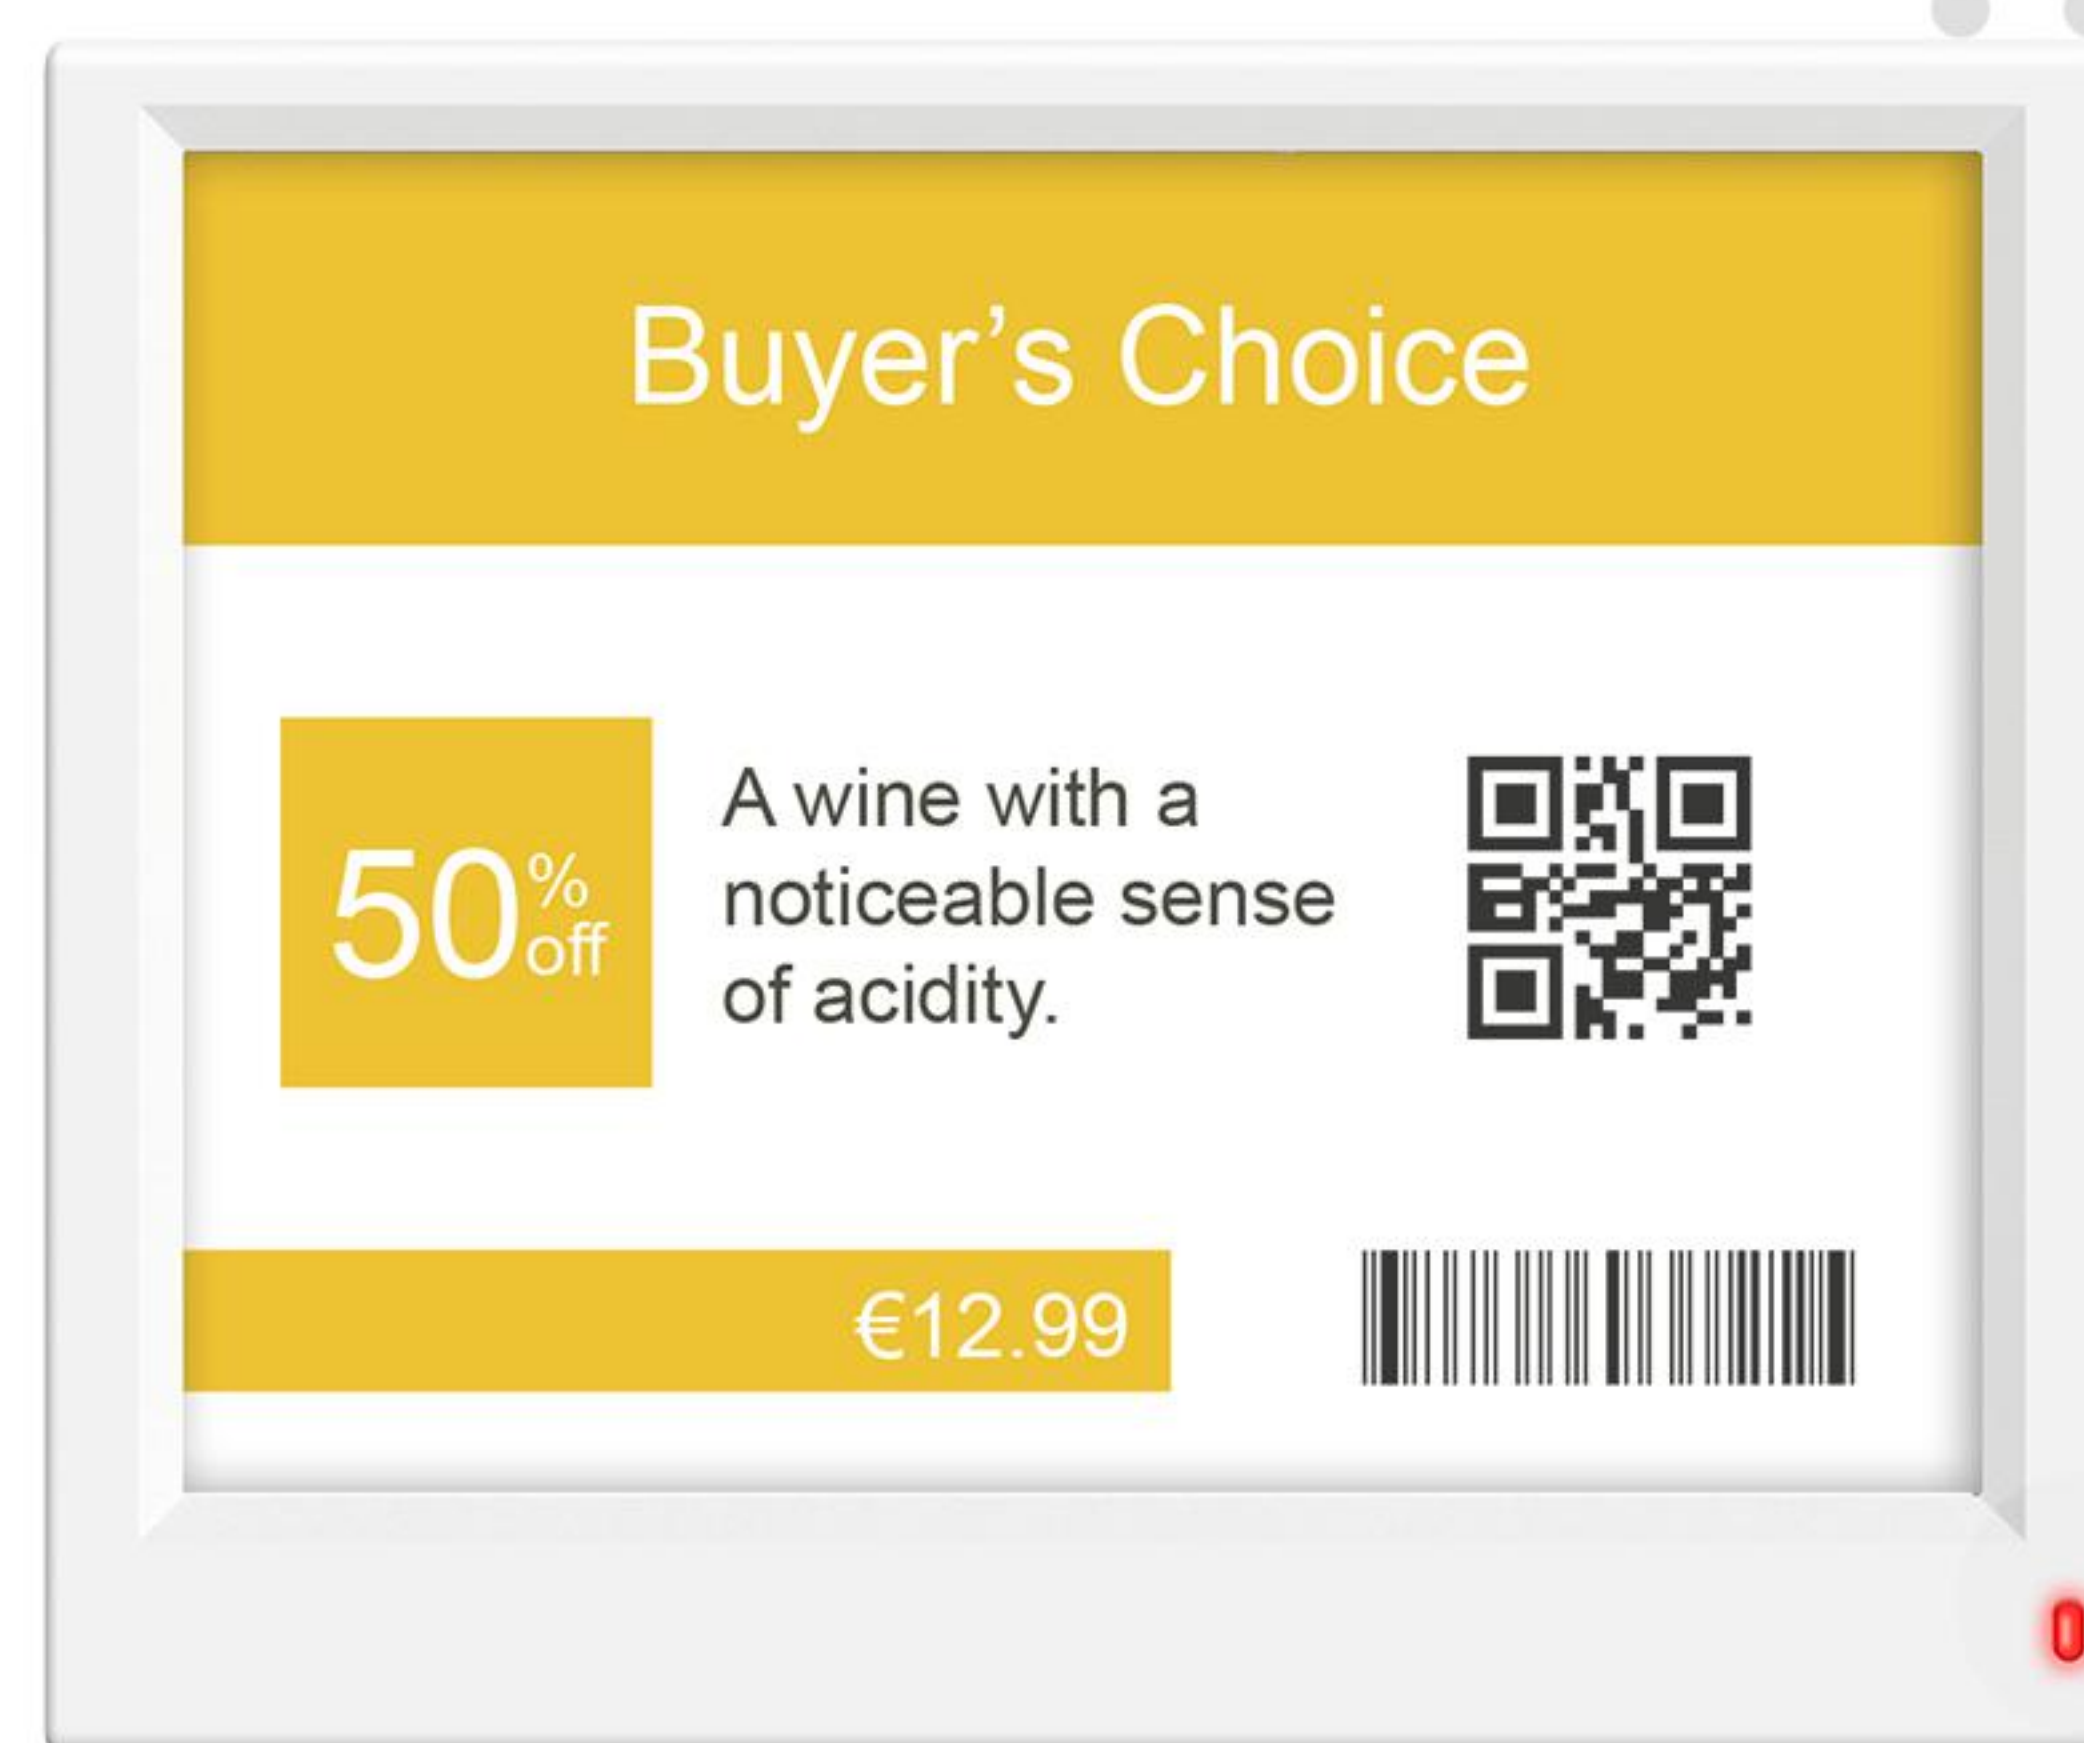 Buyer’s Choice
50% off
A wine with a
noticeable sense
of acidity.
€12.99